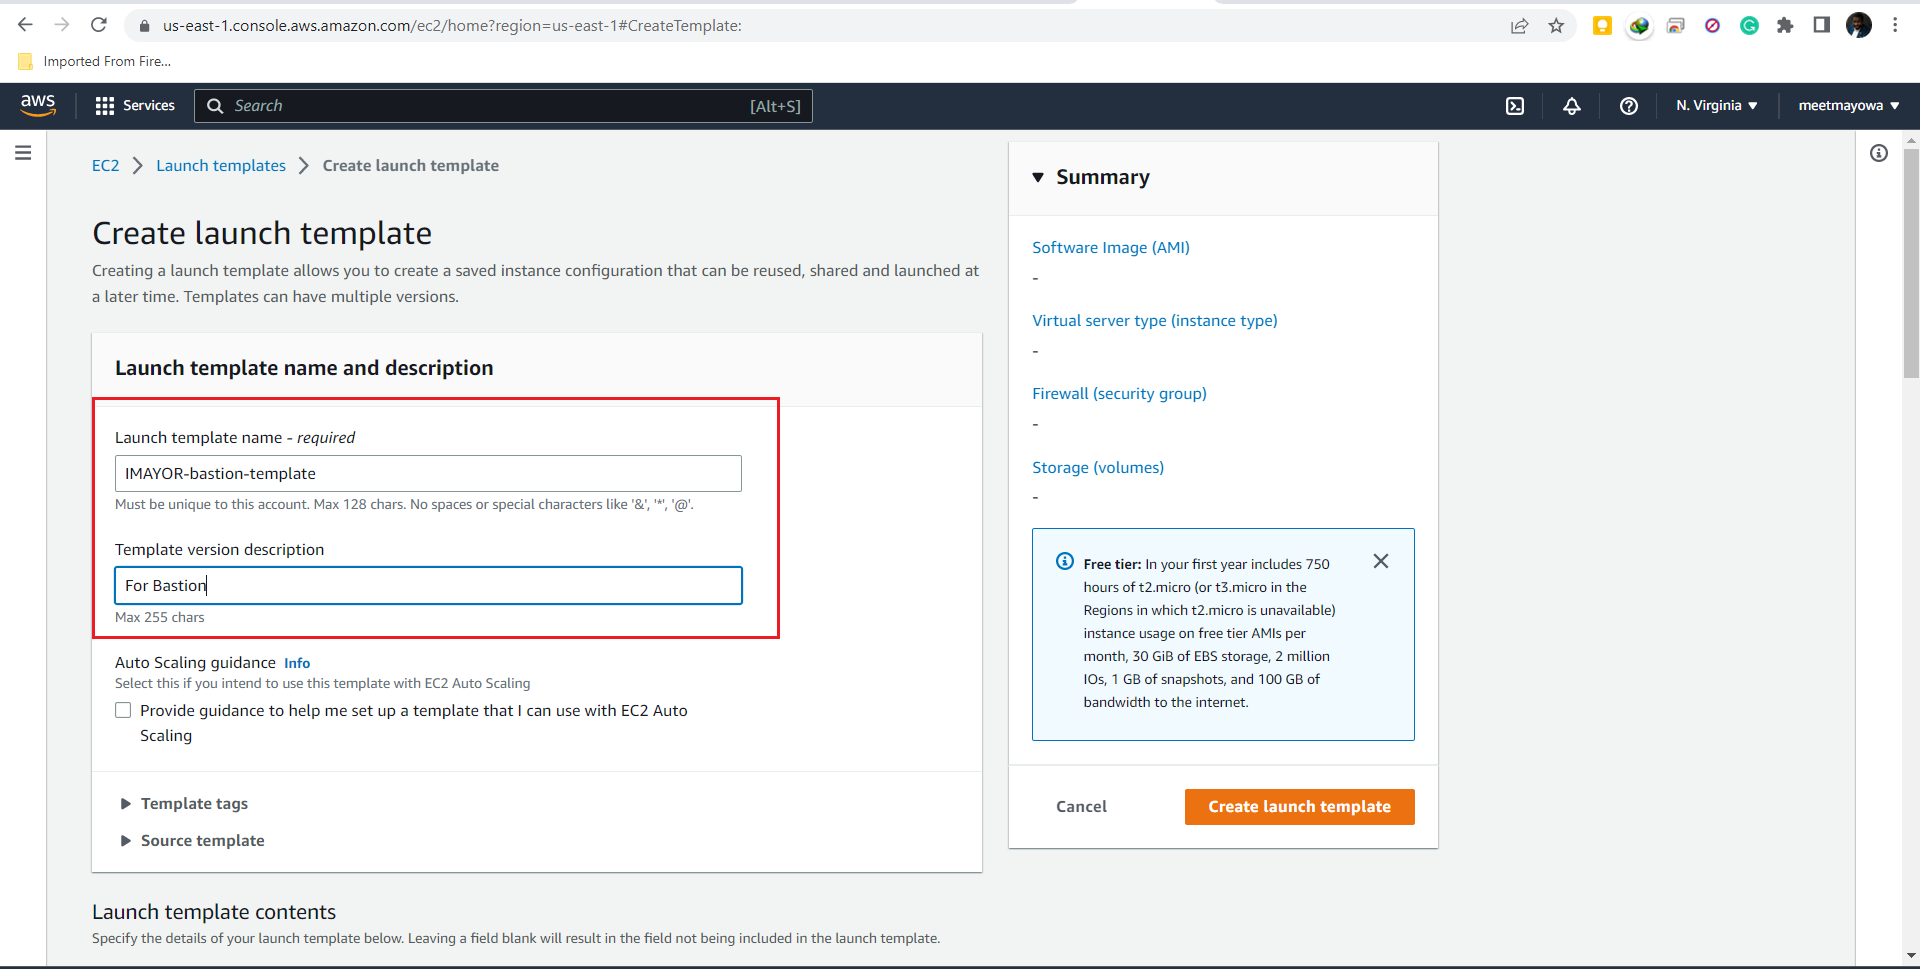 us-east-1.console.aws.amazon.com/ec2/home?region=us-east-1#CreateTemplate:
Imported From Fire...
aws
Services
Search
[Alt+S]
N. Virginia
meetmayowa
EC2
Launch templates
Create launch template
Create launch template
Creating a launch template allows you to create a saved instance configuration that can be reused, shared and launched at
a later time. Templates can have multiple versions.
Launch template name and description
Launch template name - required
IMAYOR-bastion-template
Must be unique to this account. Max 128 chars. No spaces or special characters like '&', '*', '@'.
Template version description
For Bastion
Max 255 chars
Auto Scaling guidance Info
Select this if you intend to use this template with EC2 Auto Scaling
Provide guidance to help me set up a template that I can use with EC2 Auto
Scaling
Template tags
Source template
Launch template contents
Specify the details of your launch template below. Leaving a field blank will result in the field not being included in the launch template.
Summary
Software Image (AMI)
-
Virtual server type (instance type)
-
Firewall (security group)
-
Storage (volumes)
-
Free tier: In your first year includes 750
hours of t2.micro (or t3.micro in the
Regions in which t2.micro is unavailable)
instance usage on free tier AMIs per
month, 30 GiB of EBS storage, 2 million
IOs, 1 GB of snapshots, and 100 GB of
bandwidth to the internet.
Cancel
Create launch template